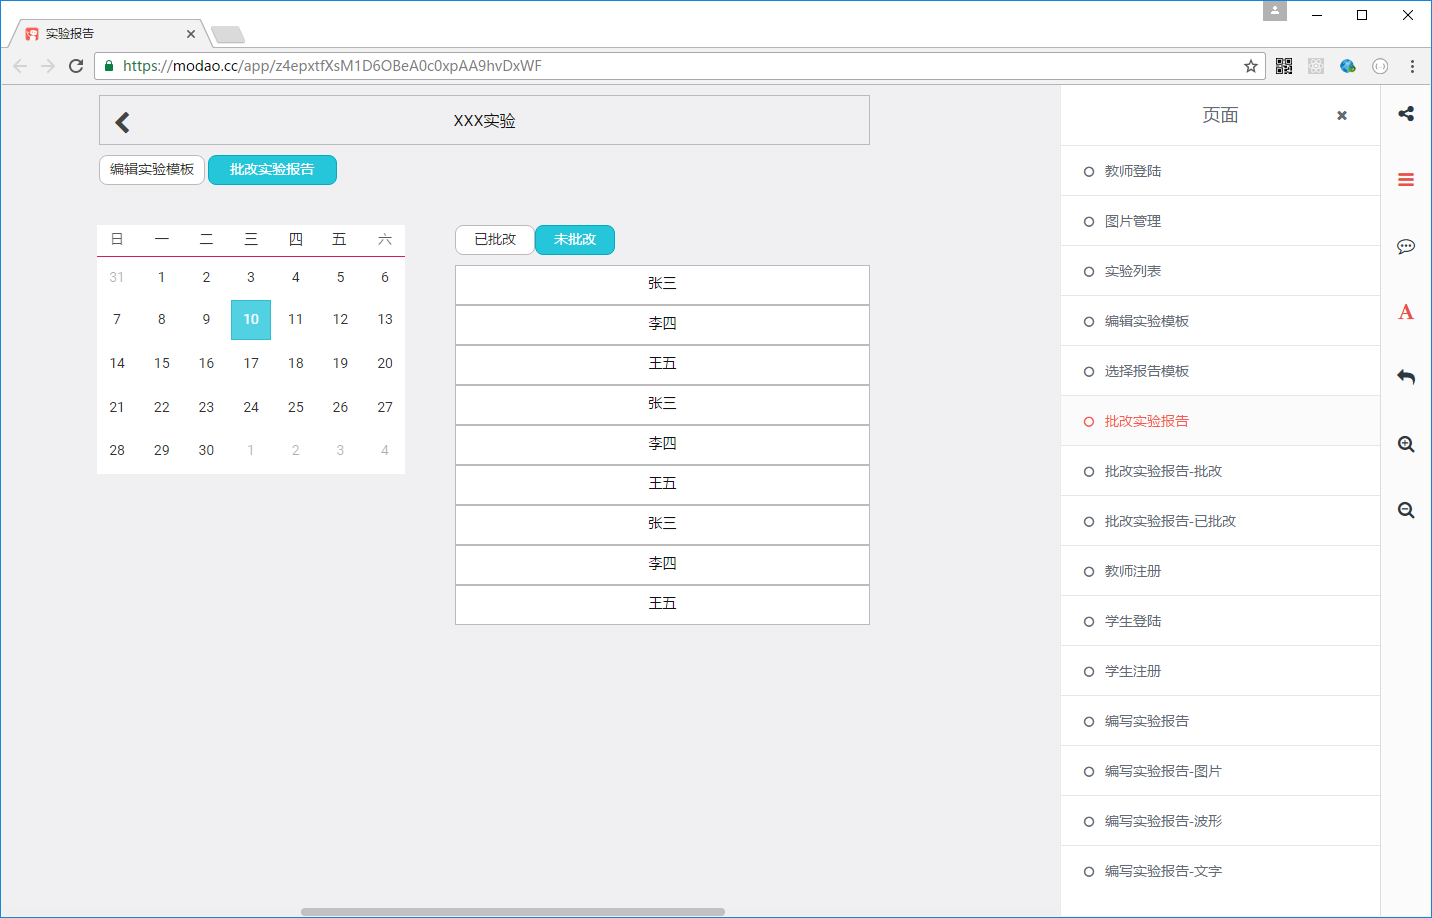 实验报告
https://modao.cc/app/z4epxtfXsM1D6OBeA0c0xpAA9hvDxWF
XXX实验
编辑实验模板 批改实验报告
日 一 二 三 四 五 六
31 1 2 3 4 5 6
7 8 9 10 11 12 13
14 15 16 17 18 19 20
21 22 23 24 25 26 27
28 29 30 1 2 3 4
已批改 未批改
张三
李四
王五
张三
李四
王五
张三
李四
王五
页面
教师登陆
图片管理
实验列表
编辑实验模板
选择报告模板
批改实验报告
批改实验报告-批改
批改实验报告-已批改
教师注册
学生登陆
学生注册
编写实验报告
编写实验报告-图片
编写实验报告-波形
编写实验报告-文字
A